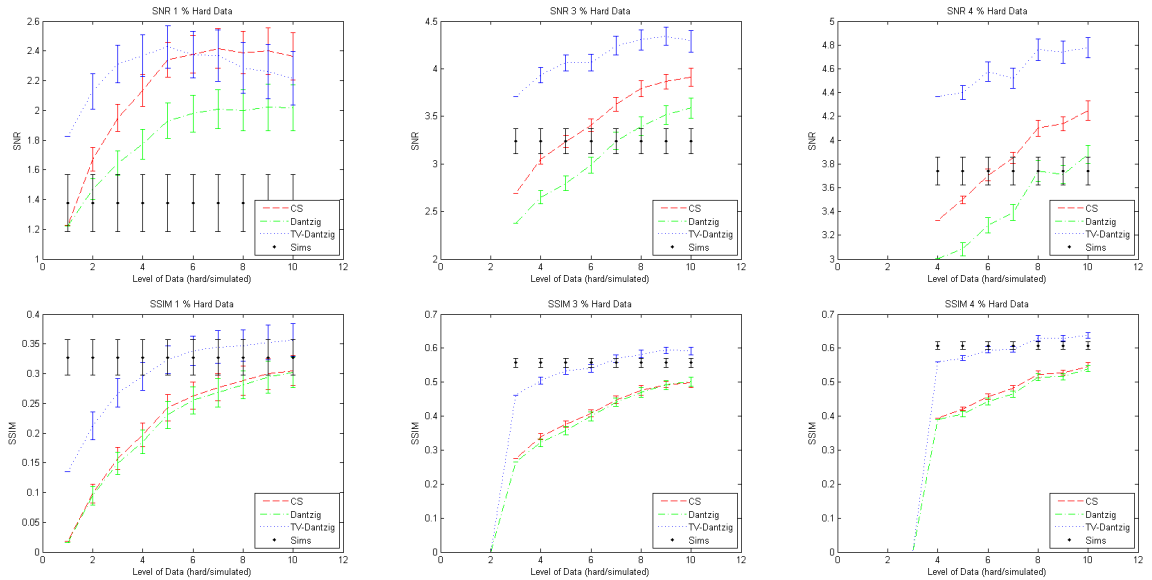 SNR 1 % Hard Data
SNR
2.6
2.4
2.2
2
1.8
1.6
1.4
1.2
1
0 2 4 6 8 10 12
Level of Data (hard/simulated)
CS
Dantzig
TV-Dantzig
Sims
SNR 3 % Hard Data
SNR
4.5
4
3.5
3
2.5
2
0 2 4 6 8 10 12
Level of Data (hard/simulated)
CS
Dantzig
TV-Dantzig
Sims
SNR 4 % Hard Data
SNR
5
4.8
4.6
4.4
4.2
4
3.8
3.6
3.4
3.2
3
0 2 4 6 8 10 12
Level of Data (hard/simulated)
CS
Dantzig
TV-Dantzig
Sims
SSIM 1 % Hard Data
SSIM
0.4
0.35
0.3
0.25
0.2
0.15
0.1
0.05
0
0 2 4 6 8 10 12
Level of Data (hard/simulated)
CS
Dantzig
TV-Dantzig
Sims
SSIM 3 % Hard Data
SSIM
0.7
0.6
0.5
0.4
0.3
0.2
0.1
0
0 2 4 6 8 10 12
Level of Data (hard/simulated)
CS
Dantzig
TV-Dantzig
Sims
SSIM 4 % Hard Data
SSIM
0.7
0.6
0.5
0.4
0.3
0.2
0.1
0
0 2 4 6 8 10 12
Level of Data (hard/simulated)
CS
Dantzig
TV-Dantzig
Sims